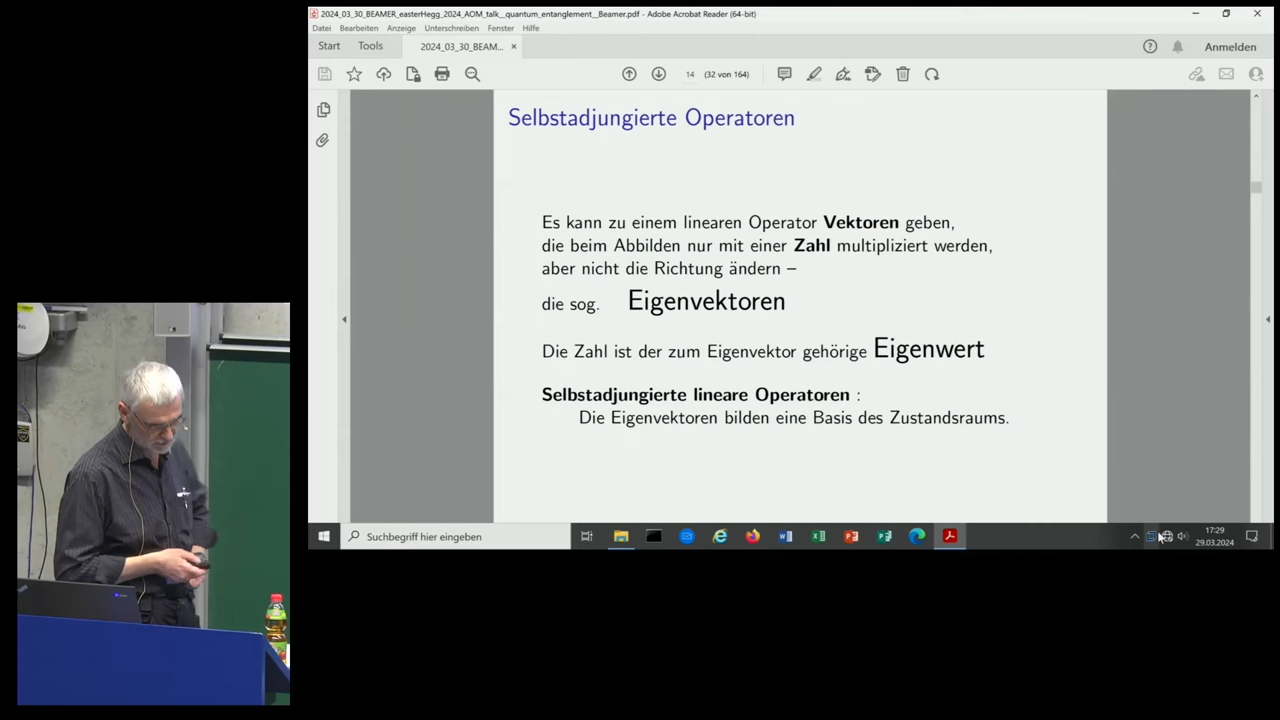 2024_03_30_BEAMER_easterHegg_2024_AOM_talk__quantum_entanglement__Beamer.pdf - Adobe Acrobat Reader (64-bit)
Datei Bearbeiten Anzeige Unterschreiben Fenster Hilfe
Start Tools 2024_03_30_BEAM... × Anmelden
14 (32 von 164)
Selbstadjungierte Operatoren
Es kann zu einem linearen Operator Vektoren geben,
die beim Abbilden nur mit einer Zahl multipliziert werden,
aber nicht die Richtung ändern –
die sog. Eigenvektoren
Die Zahl ist der zum Eigenvektor gehörige Eigenwert
Selbstadjungierte lineare Operatoren :
Die Eigenvektoren bilden eine Basis des Zustandsraums.
Suchbegriff hier eingeben
17:29
29.03.2024